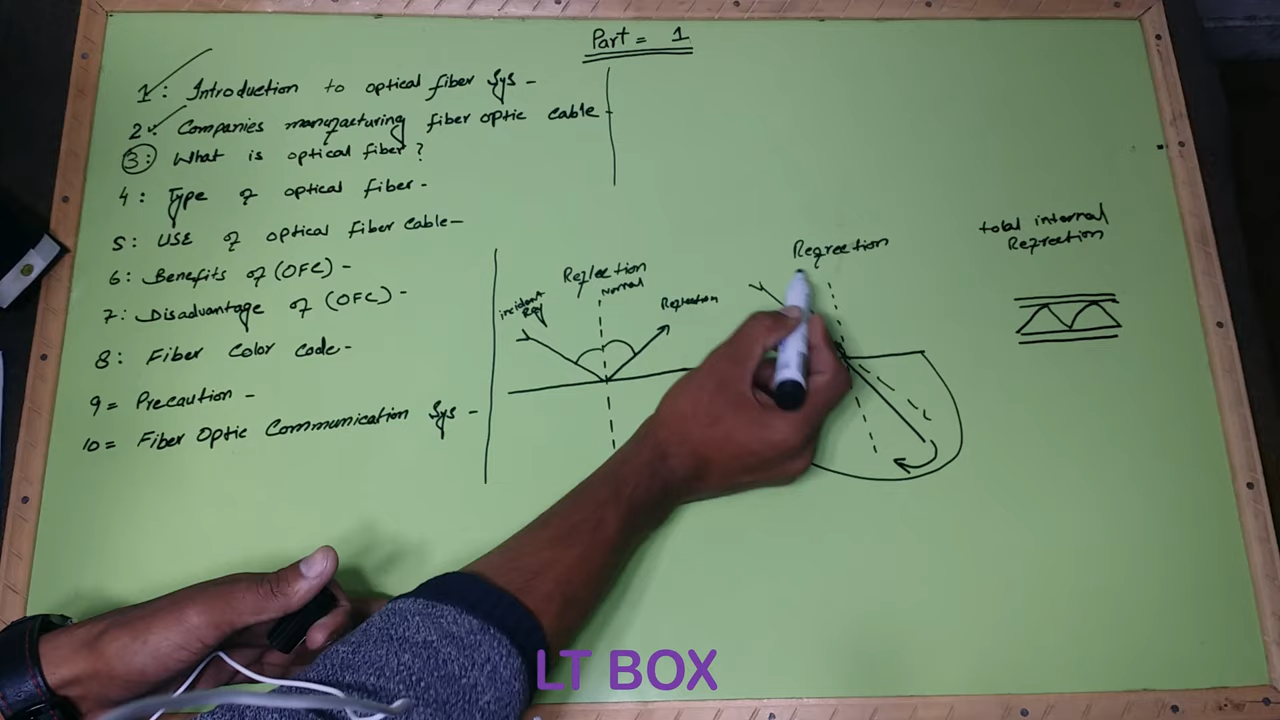 Part = 1
1: Introduction to optical fiber Sys -
2: Companies manufacturing fiber optic cable -
3: What is optical fiber?
4: Type of optical fiber -
5: USE of optical fiber cable -
6: Benefits of (OFC) -
7: Disadvantage of (OFC) -
8: Fiber Color Code -
9= Precaution -
10= Fiber Optic Communication Sys -
Reflection
Normal
incident
Ray
Reflection
Refrection
total internal
Refrection
LT BOX